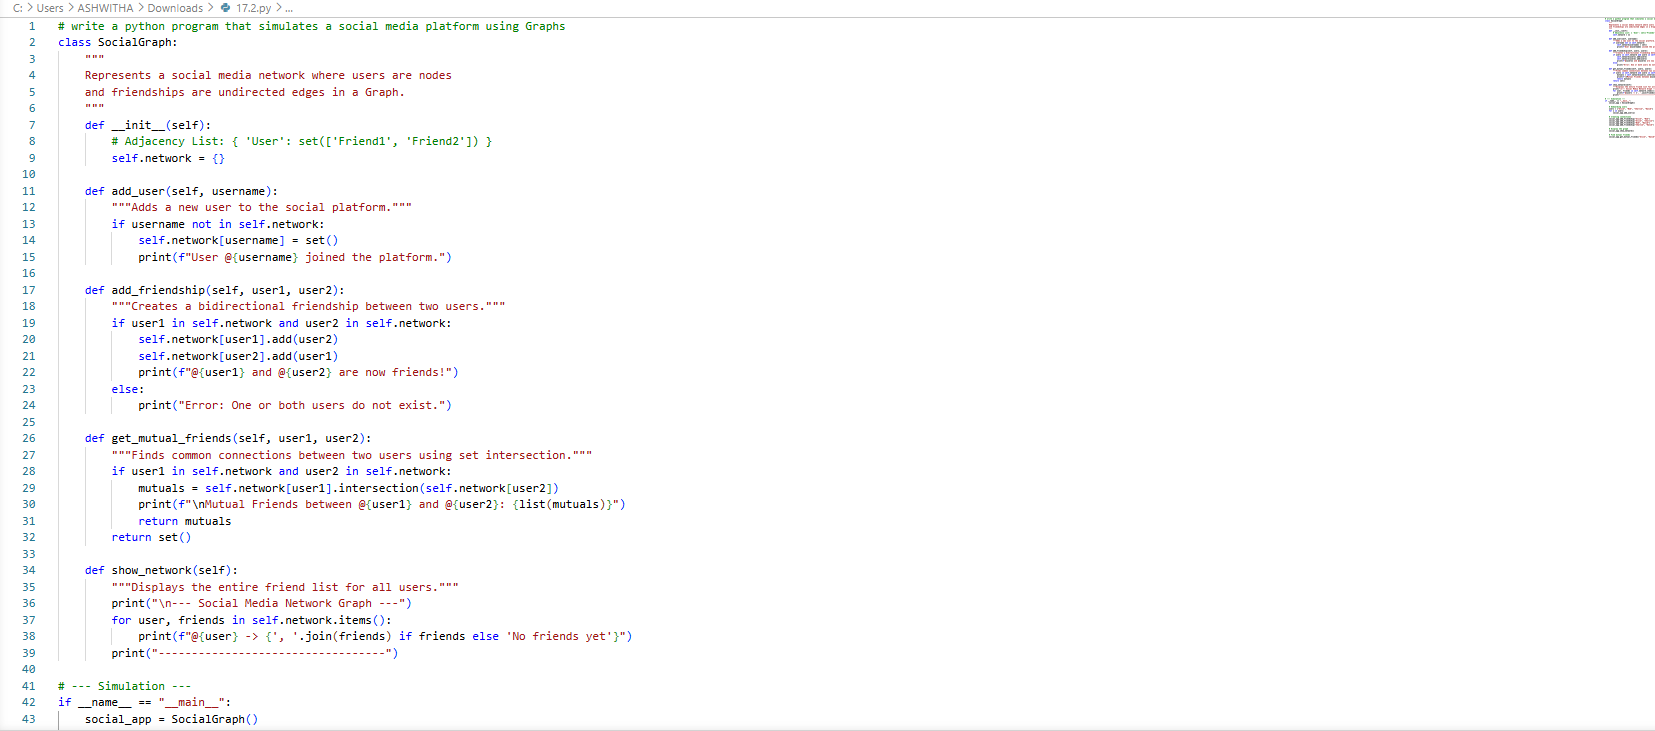 C: > Users > ASHWITHA > Downloads > 17.2.py > ...
1 # write a python program that simulates a social media platform using Graphs
2 class SocialGraph:
3     """
4     Represents a social media network where users are nodes
5     and friendships are undirected edges in a Graph.
6     """
7     def __init__(self):
8         # Adjacency List: { 'User': set(['Friend1', 'Friend2']) }
9         self.network = {}
10
11     def add_user(self, username):
12         """Adds a new user to the social platform."""
13         if username not in self.network:
14             self.network[username] = set()
15             print(f"User @{username} joined the platform.")
16
17     def add_friendship(self, user1, user2):
18         """Creates a bidirectional friendship between two users."""
19         if user1 in self.network and user2 in self.network:
20             self.network[user1].add(user2)
21             self.network[user2].add(user1)
22             print(f"@{user1} and @{user2} are now friends!")
23         else:
24             print("Error: One or both users do not exist.")
25
26     def get_mutual_friends(self, user1, user2):
27         """Finds common connections between two users using set intersection."""
28         if user1 in self.network and user2 in self.network:
29             mutuals = self.network[user1].intersection(self.network[user2])
30             print(f"\nMutual Friends between @{user1} and @{user2}: {list(mutuals)}")
31             return mutuals
32         return set()
33
34     def show_network(self):
35         """Displays the entire friend list for all users."""
36         print("\n--- Social Media Network Graph ---")
37         for user, friends in self.network.items():
38             print(f"@{user} -> {', '.join(friends) if friends else 'No friends yet'}")
39         print("----------------------------------")
40
41 # --- Simulation ---
42 if __name__ == "__main__":
43     social_app = SocialGraph()